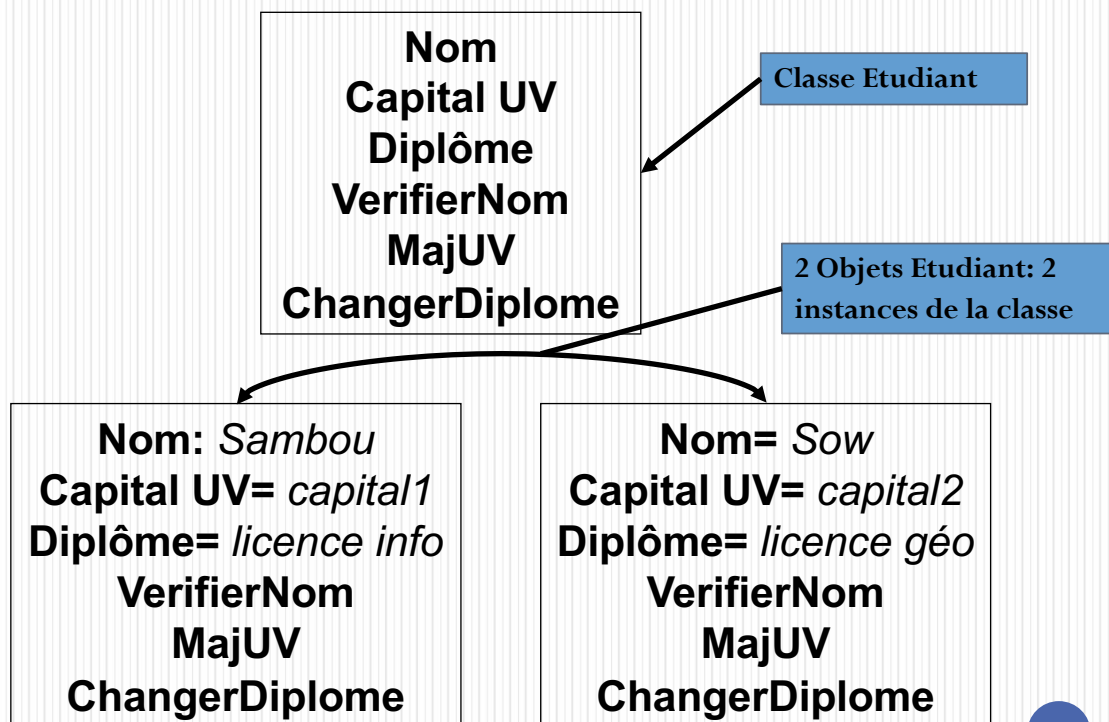 Nom
Capital UV
Diplôme
VerifierNom
MajUV
ChangerDiplome
Classe Etudiant
2 Objets Etudiant: 2
instances de la classe
Nom: Sambou
Capital UV= capital1
Diplôme= licence info
VerifierNom
MajUV
ChangerDiplome
Nom= Sow
Capital UV= capital2
Diplôme= licence géo
VerifierNom
MajUV
ChangerDiplome